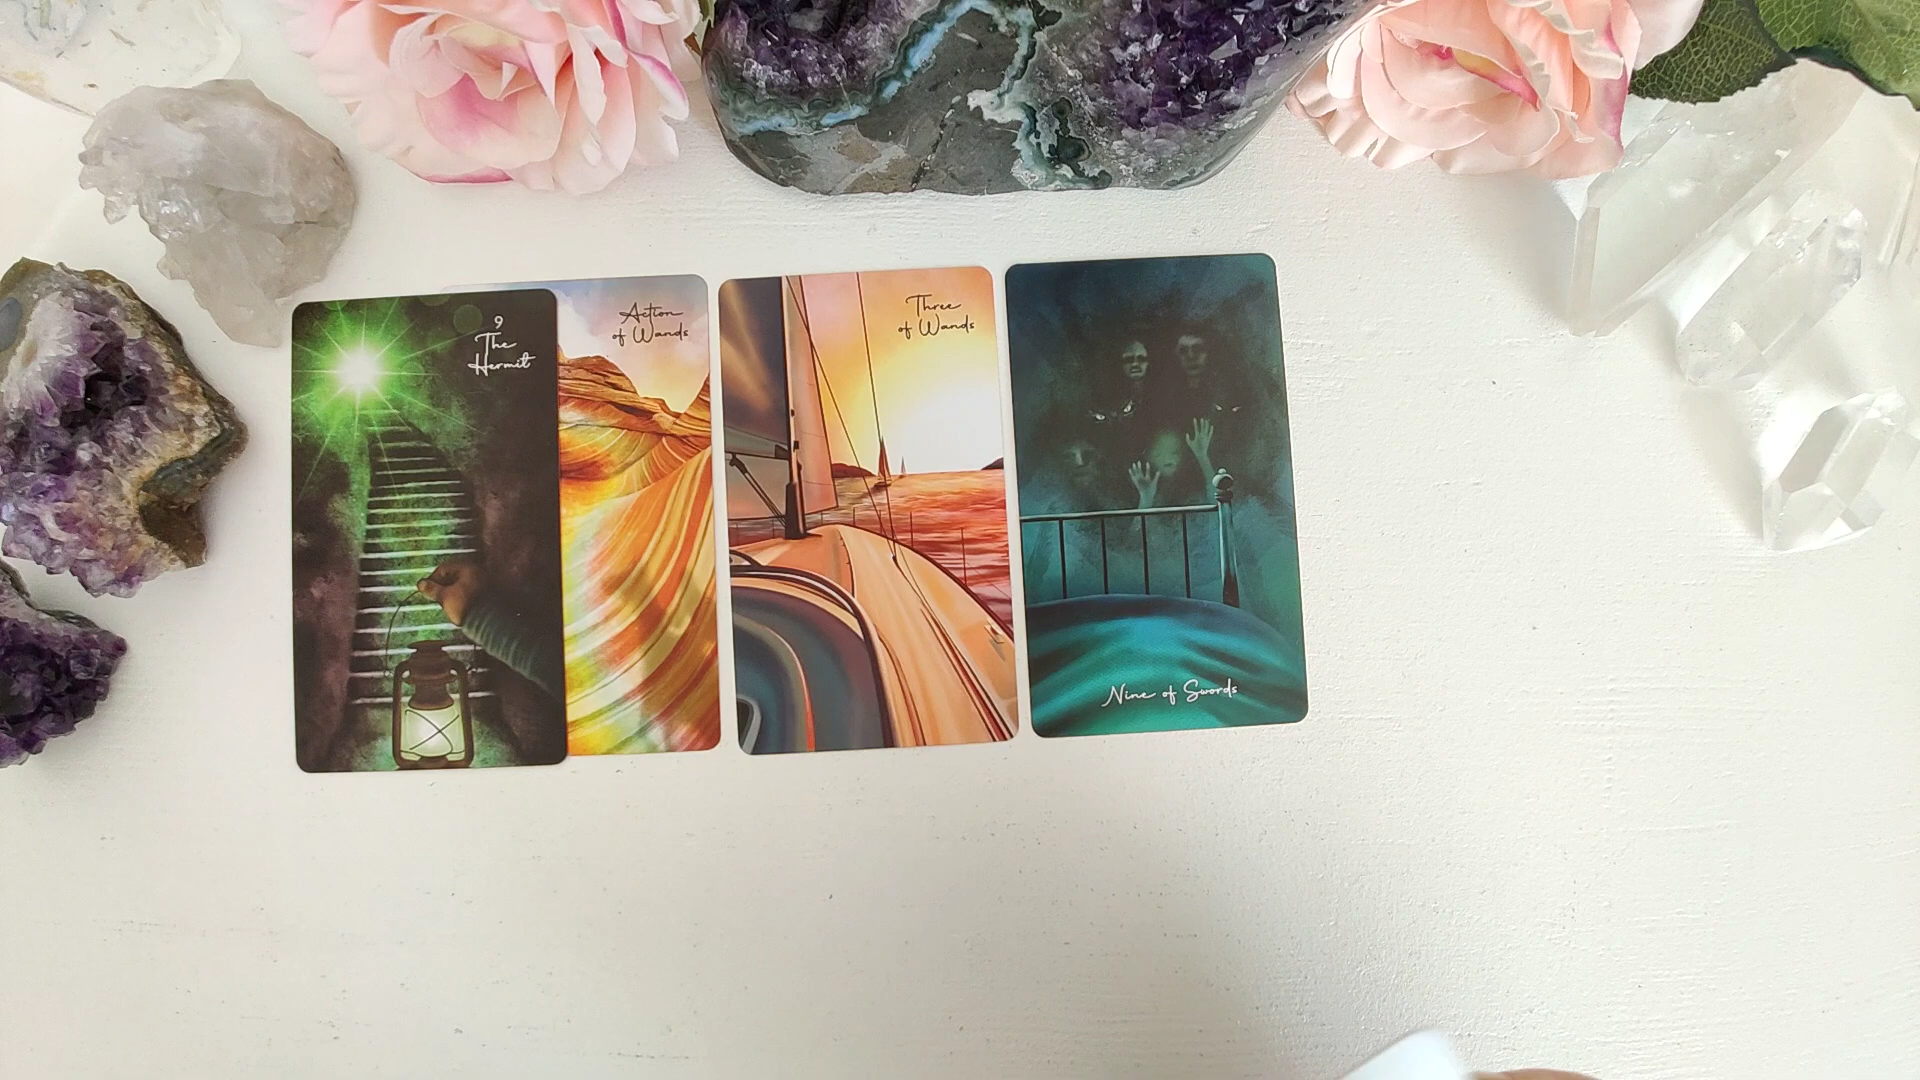 9
The
Hermit
Action
of Wands
Three
of Wands
Nine of Swords